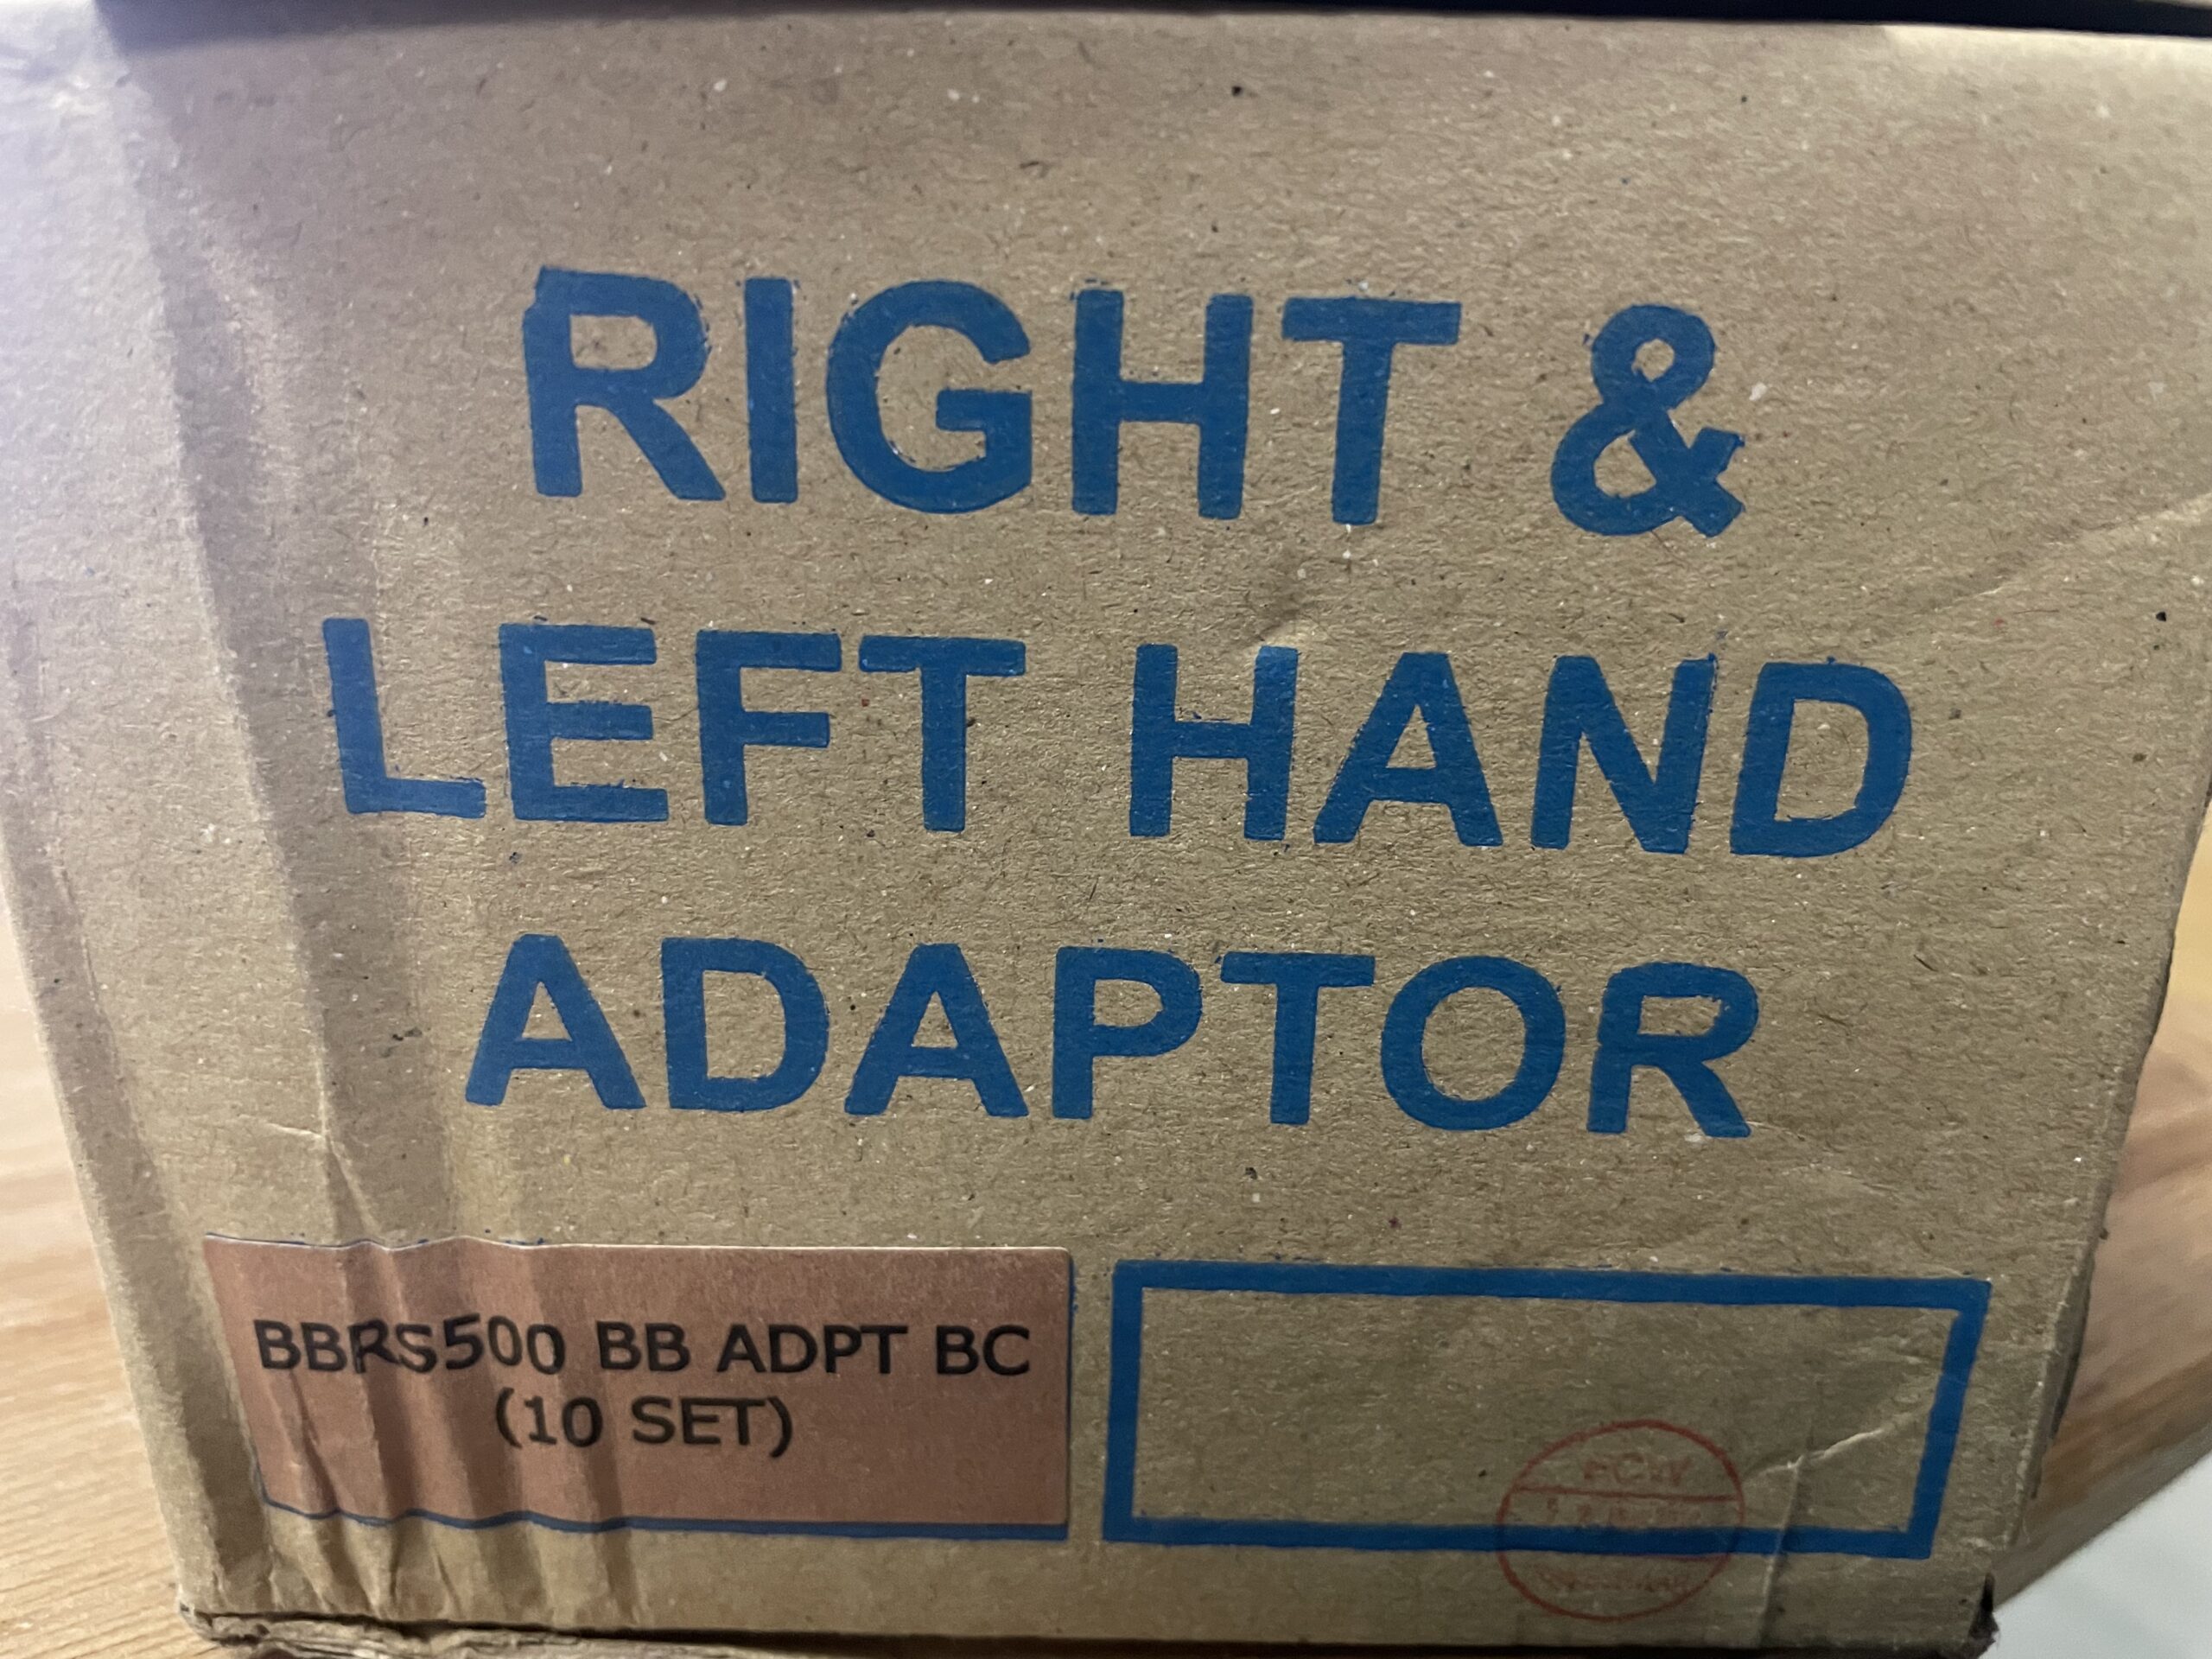 RIGHT &
LEFT HAND
ADAPTOR
BBRS500 BB ADPT BC
(10 SET)